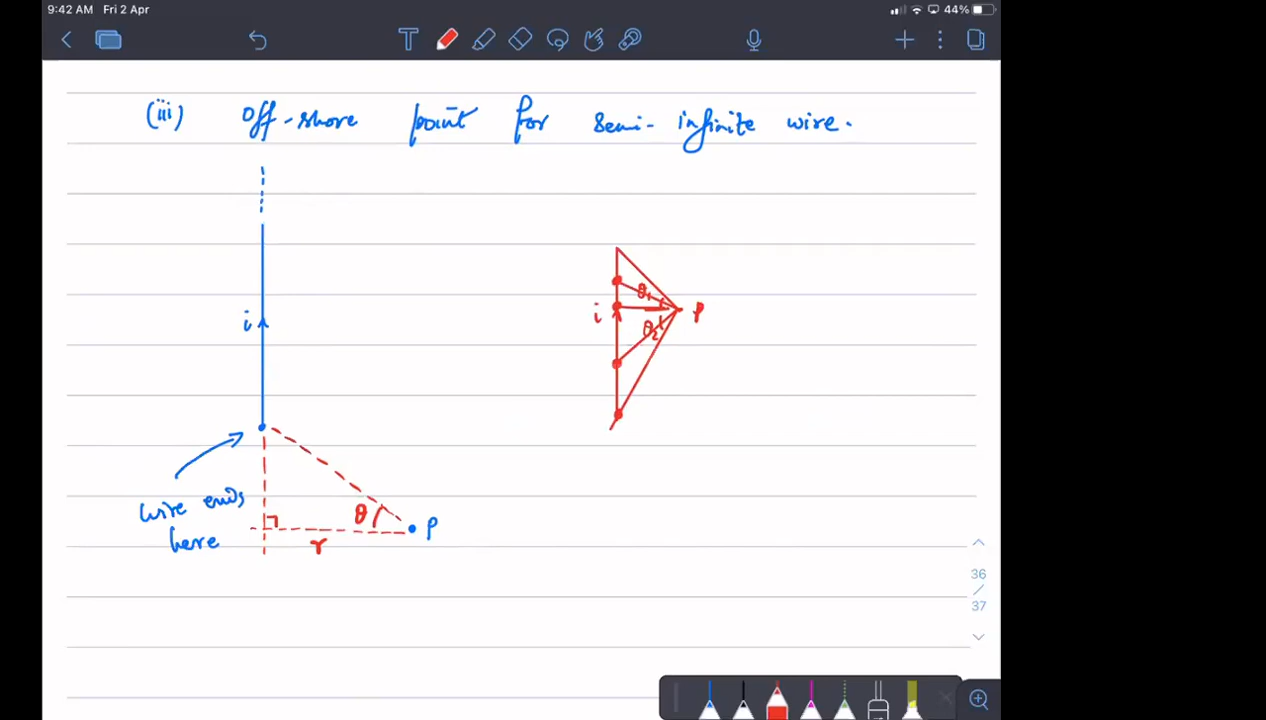 9:42 AM Fri 2 Apr
44%
T
(iii) Off-shore point for semi-infinite wire.
i
θ₁
i
P
θ₂
wire ends
here
θ
P
r
36
/
37